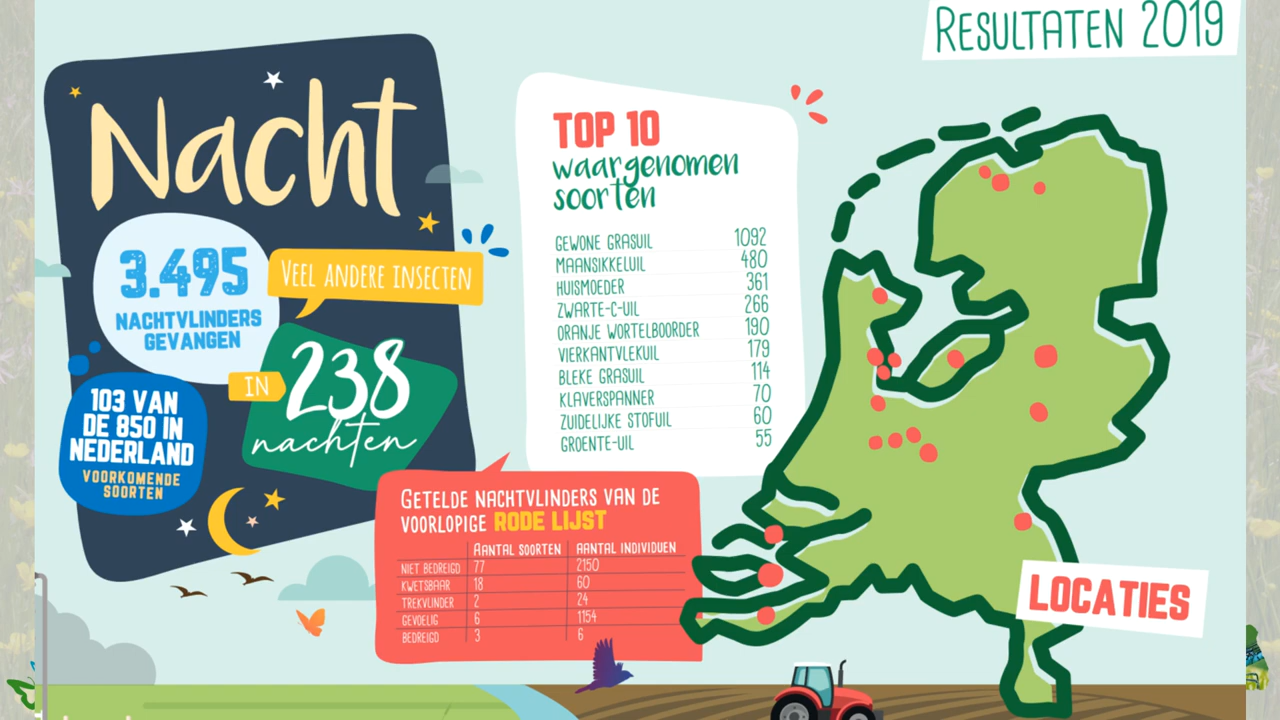 RESULTATEN 2019
Nacht
3.495
NACHTVLINDERS
GEVANGEN
VEEL ANDERE INSECTEN
IN
238
nachten
103 VAN
DE 850 IN
NEDERLAND
VOORKOMENDE
SOORTEN
TOP 10
waargenomen
soorten
GEWONE GRASUIL 1092
MAANSIKKELUIL 480
HUISMOEDER 361
ZWARTE-C-UIL 266
ORANJE WORTELBOORDER 190
VIERKANTVLEKUIL 179
BLEKE GRASUIL 114
KLAVERSPANNER 70
ZUIDELIJKE STOFUIL 60
GROENTE-UIL 55
GETELDE NACHTVLINDERS VAN DE
VOORLOPIGE RODE LIJST
AANTAL SOORTEN AANTAL INDIVIDUEN
NIET BEDREIGD 77 2150
KWETSBAAR 18 60
TREKVLINDER 2 24
GEVOELIG 6 1154
BEDREIGD 3 6
LOCATIES